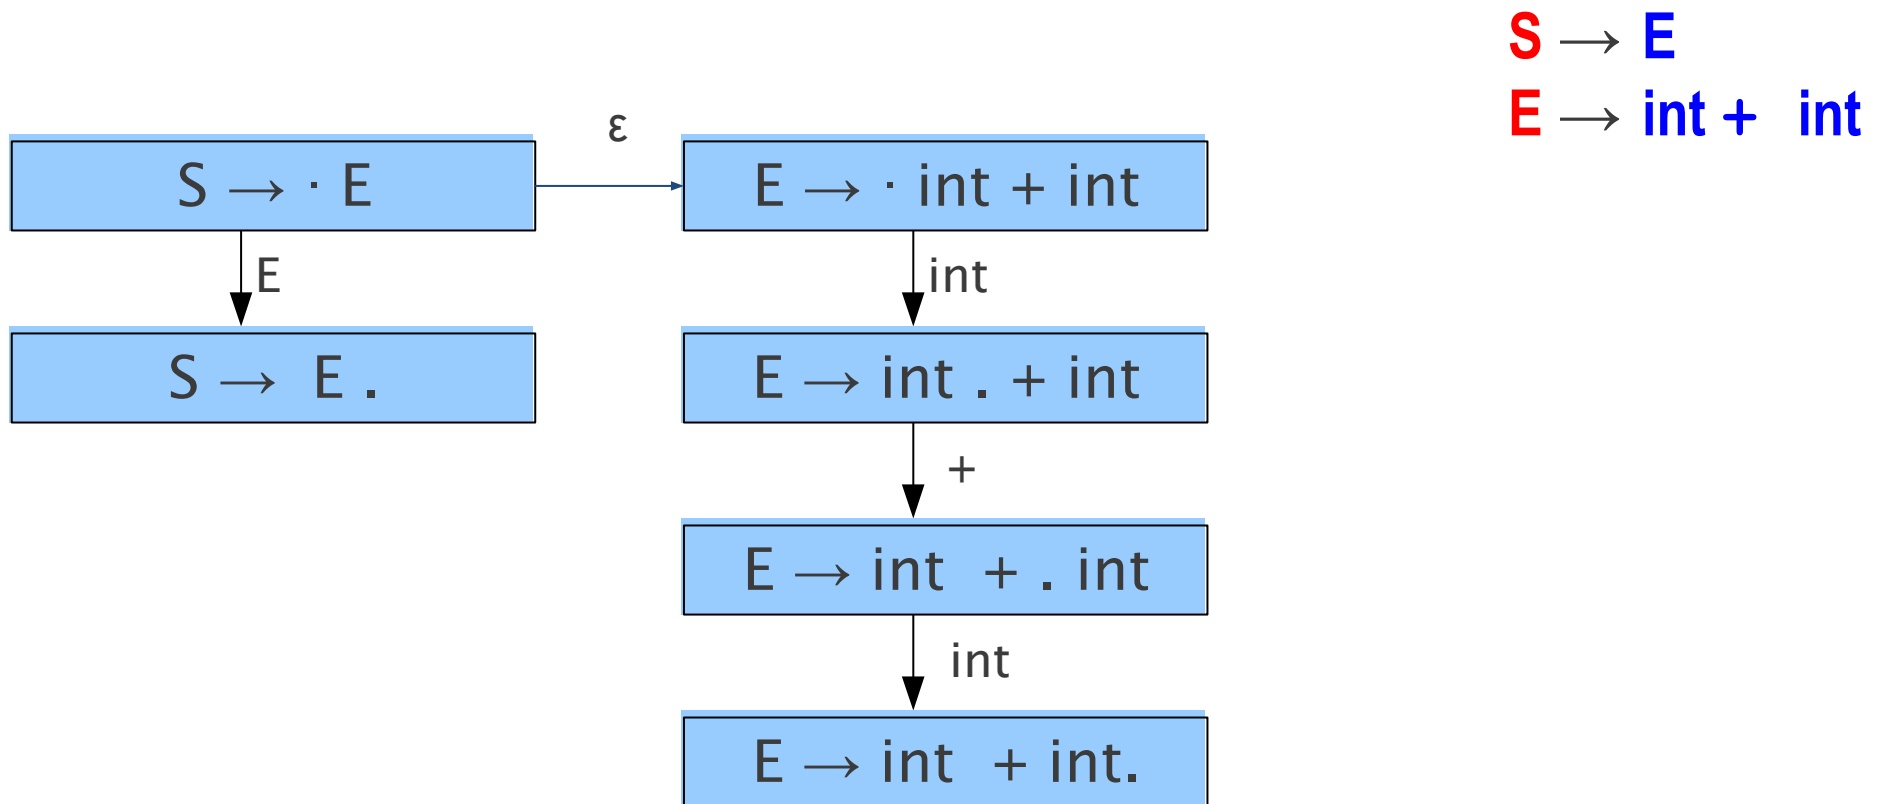 S → E
E → int + int
ε
S → · E
E → · int + int
E
int
S → E .
E → int . + int
+
E → int + . int
int
E → int + int.